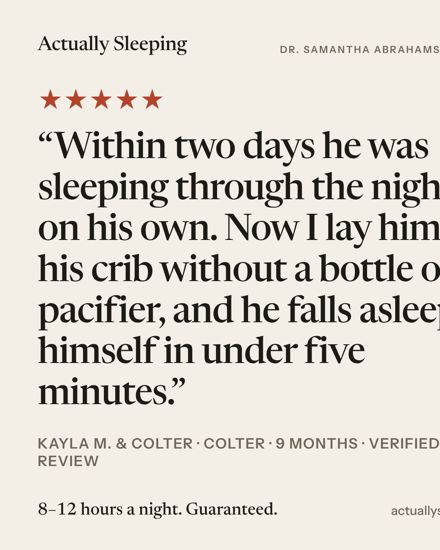 Actually Sleeping
DR. SAMANTHA ABRAHAMS
★★★★★
“Within two days he was
sleeping through the nigh
on his own. Now I lay him
his crib without a bottle o
pacifier, and he falls aslee
himself in under five
minutes.”
KAYLA M. & COLTER · COLTER · 9 MONTHS · VERIFIED
REVIEW
8–12 hours a night. Guaranteed.
actuallys